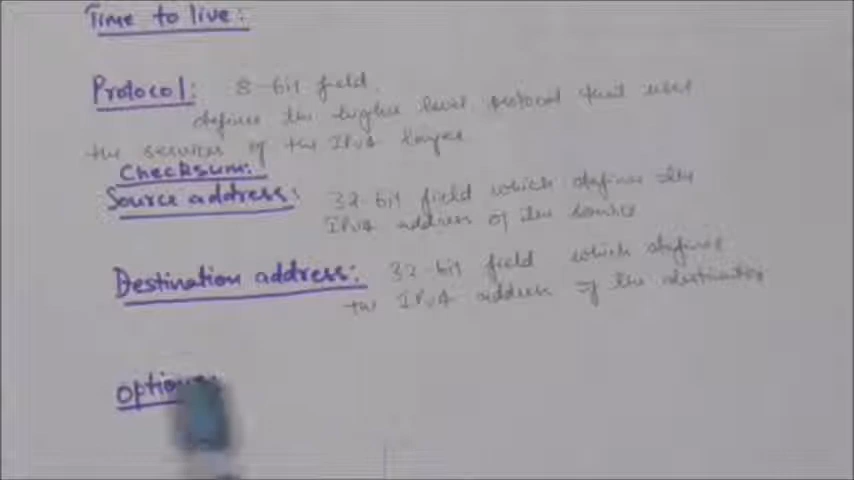 Time to live:
Protocol: 8-bit field.
defines the higher level protocol that uses
the services of the IPv4 layer
Checksum:
Source address: 32-bit field which defines the
IPv4 address of the source
Destination address: 32-bit field which defines
the IPv4 address of the destination